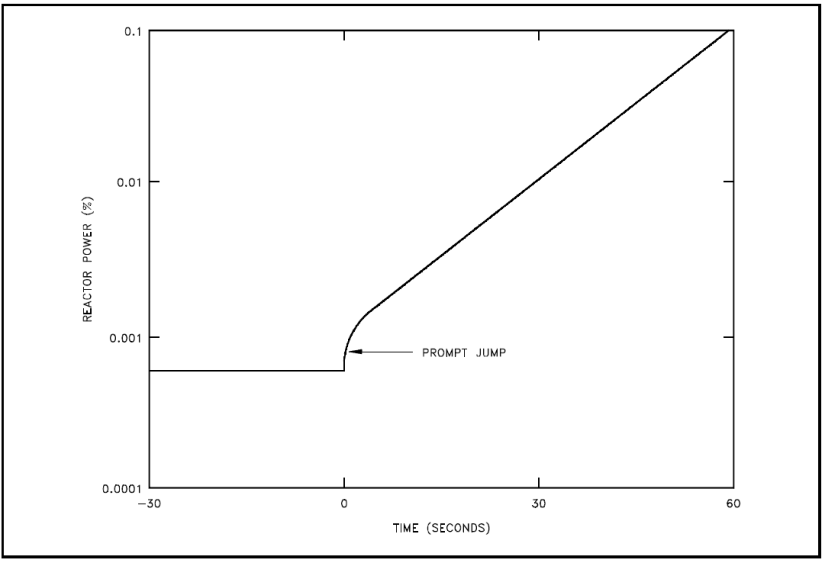 0.1
0.01
REACTOR POWER (%)
0.001
PROMPT JUMP
0.0001
−30
0
30
60
TIME (SECONDS)